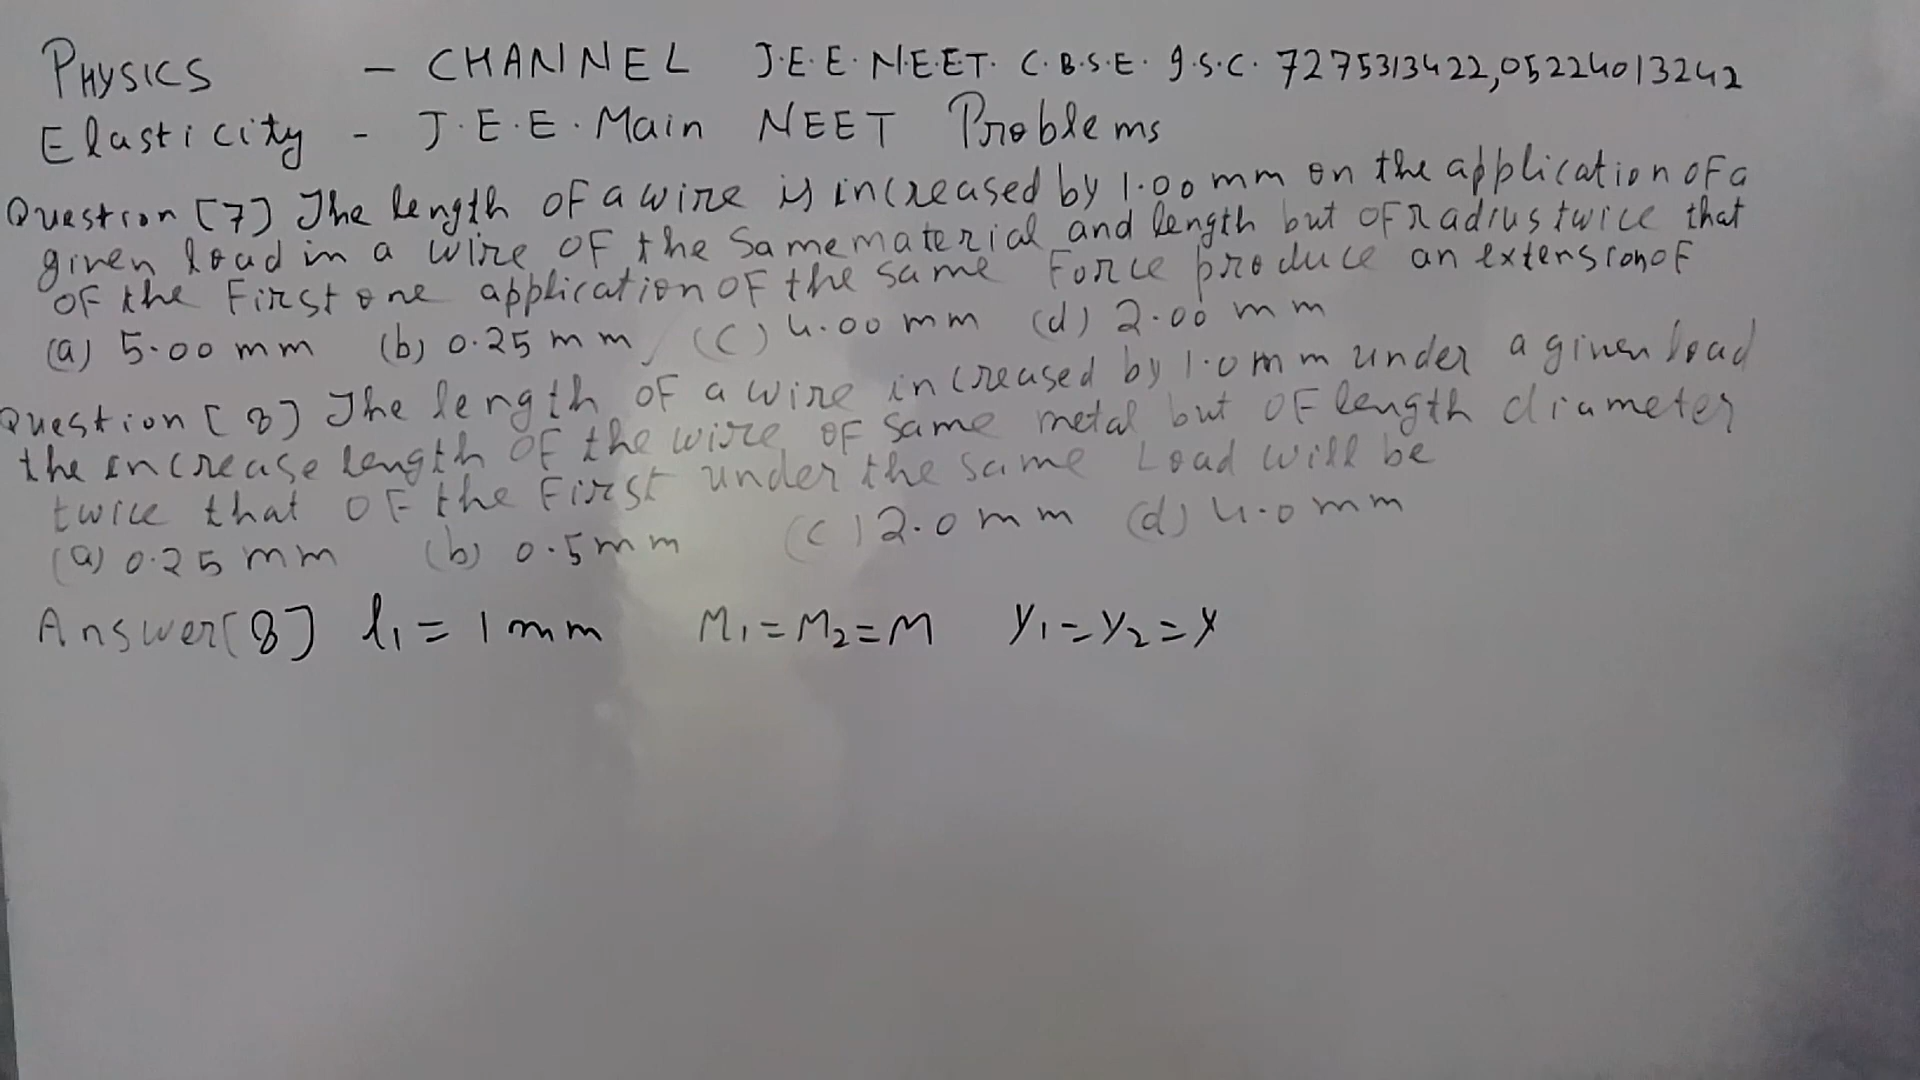 PHYSICS - CHANNEL J.E.E. N.E.E.T. C.B.S.E. I.S.C. 7275313422,05224013242
Elasticity - J.E.E. Main NEET Problems
Question [7] The length of a wire is increased by 1.00 mm on the application of a
given load in a wire of the same material and length but of radius twice that
of the first one application of the same Force produce an extension of
(a) 5.00 mm (b) 0.25 mm (c) 4.00 mm (d) 2.00 mm
Question [8] The length of a wire increased by 1.0 mm under a given load
the increase length of the wire of same metal but of length diameter
twice that of the First under the same Load will be
(a) 0.25 mm (b) 0.5 mm (c) 2.0 mm (d) 4.0 mm
Answer [8] l₁ = 1 mm M₁ = M₂ = M Y₁ = Y₂ = Y